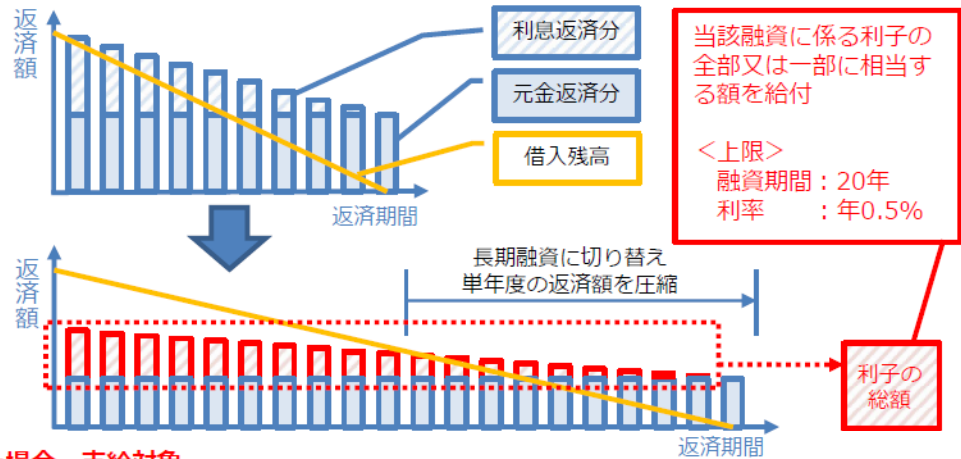 返済額
利息返済分
元金返済分
借入残高
返済期間
当該融資に係る利子の
全部又は一部に相当す
る額を給付
＜上限＞
融資期間：20年
利率　　：年0.5%
返済額
長期融資に切り替え
単年度の返済額を圧縮
利子の
総額
返済期間